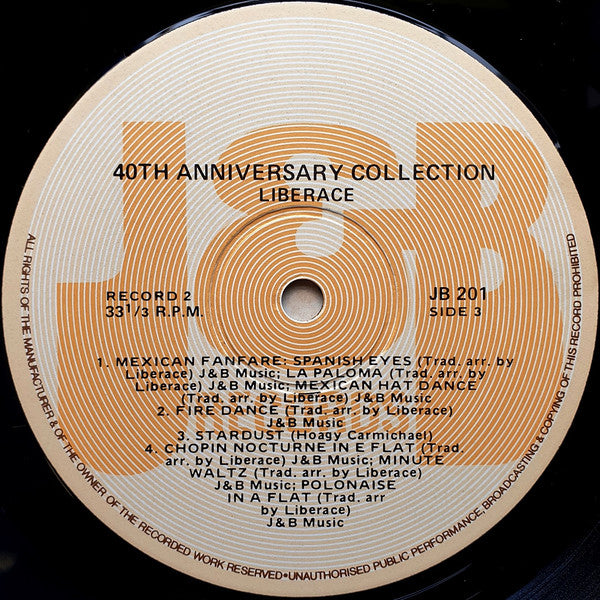 J&B
40TH ANNIVERSARY COLLECTION
LIBERACE
RECORD 2
33 1/3 R.P.M.
JB 201
SIDE 3
1. MEXICAN FANFARE: SPANISH EYES (Trad. arr. by
Liberace) J&B Music; LA PALOMA (Trad. arr. by
Liberace) J&B Music; MEXICAN HAT DANCE
(Trad. arr. by Liberace) J&B Music
2. FIRE DANCE (Trad. arr. by Liberace)
J&B Music
3. STARDUST (Hoagy Carmichael)
4. CHOPIN NOCTURNE IN E FLAT (Trad.
arr. by Liberace) J&B Music; MINUTE
WALTZ (Trad. arr. by Liberace)
J&B Music; POLONAISE
IN A FLAT (Trad. arr
by Liberace)
J&B Music
ALL RIGHTS OF THE MANUFACTURER & OF THE OWNER OF THE RECORDED WORK RESERVED•UNAUTHORISED PUBLIC PERFORMANCE, BROADCASTING & COPYING OF THIS RECORD PROHIBITED